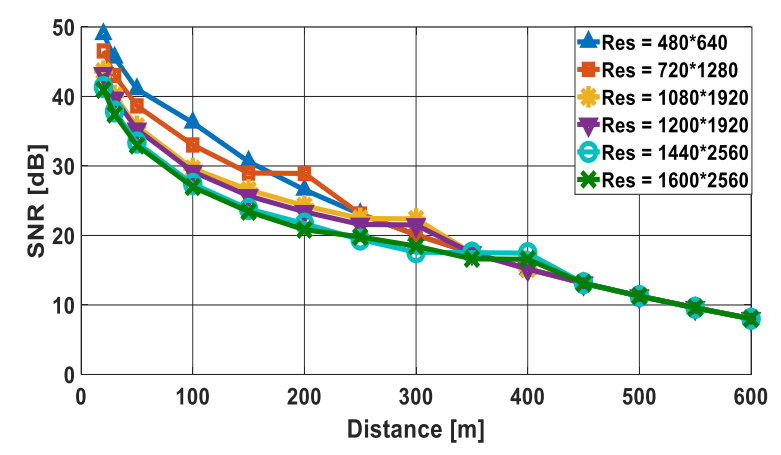 50
40
30
20
10
0
SNR [dB]
Res = 480*640
Res = 720*1280
Res = 1080*1920
Res = 1200*1920
Res = 1440*2560
Res = 1600*2560
0 100 200 300 400 500 600
Distance [m]